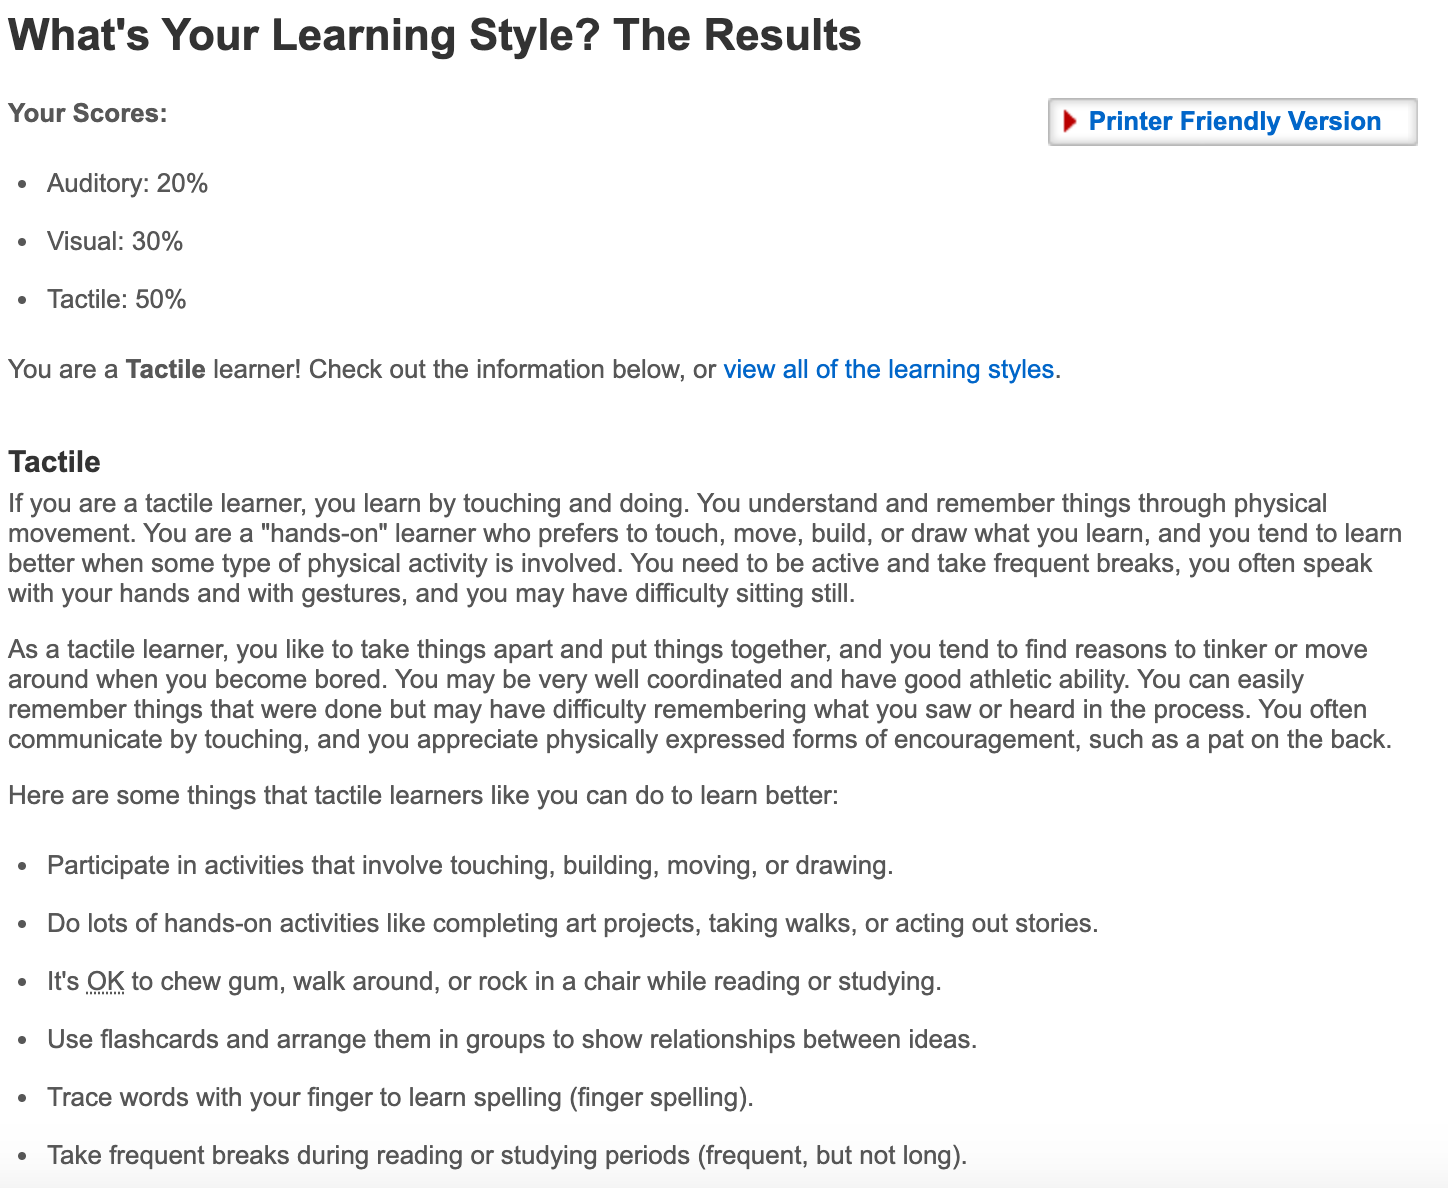 What's Your Learning Style? The Results
Your Scores:
Printer Friendly Version
• Auditory: 20%
• Visual: 30%
• Tactile: 50%
You are a Tactile learner! Check out the information below, or view all of the learning styles.
Tactile
If you are a tactile learner, you learn by touching and doing. You understand and remember things through physical
movement. You are a "hands-on" learner who prefers to touch, move, build, or draw what you learn, and you tend to learn
better when some type of physical activity is involved. You need to be active and take frequent breaks, you often speak
with your hands and with gestures, and you may have difficulty sitting still.
As a tactile learner, you like to take things apart and put things together, and you tend to find reasons to tinker or move
around when you become bored. You may be very well coordinated and have good athletic ability. You can easily
remember things that were done but may have difficulty remembering what you saw or heard in the process. You often
communicate by touching, and you appreciate physically expressed forms of encouragement, such as a pat on the back.
Here are some things that tactile learners like you can do to learn better:
• Participate in activities that involve touching, building, moving, or drawing.
• Do lots of hands-on activities like completing art projects, taking walks, or acting out stories.
• It's OK to chew gum, walk around, or rock in a chair while reading or studying.
• Use flashcards and arrange them in groups to show relationships between ideas.
• Trace words with your finger to learn spelling (finger spelling).
• Take frequent breaks during reading or studying periods (frequent, but not long).